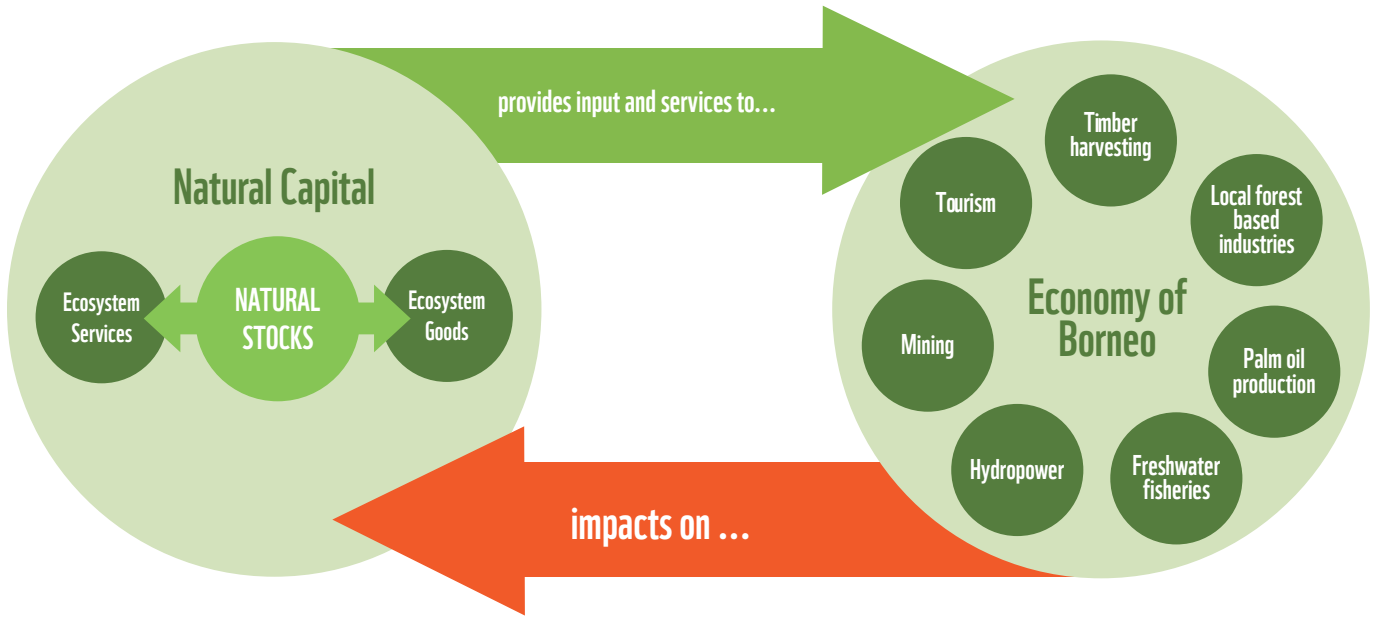 provides input and services to...
Natural Capital
Ecosystem
Services
NATURAL
STOCKS
Ecosystem
Goods
Timber
harvesting
Tourism
Local forest
based
industries
Economy of
Borneo
Mining
Palm oil
production
Hydropower
Freshwater
fisheries
impacts on ...